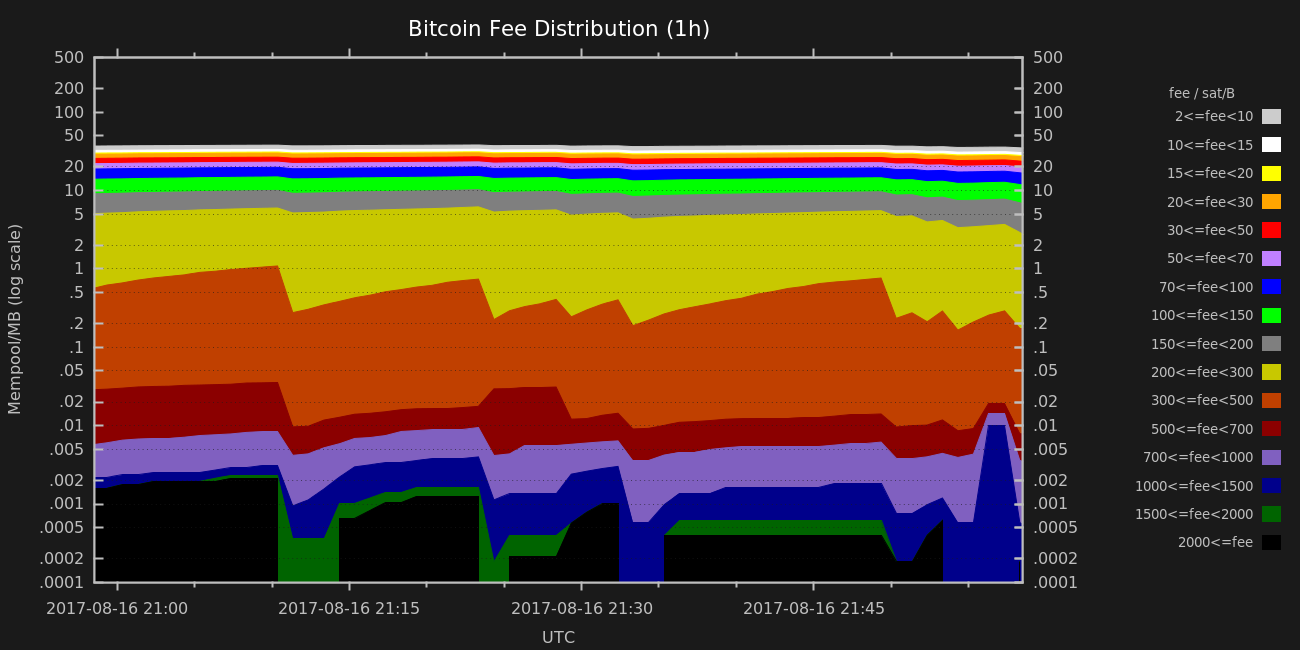 Bitcoin Fee Distribution (1h)
500
200
100
50
20
10
5
2
1
.5
.2
.1
.05
.02
.01
.005
.002
.001
.0005
.0002
.0001
Mempool/MB (log scale)
500
200
100
50
20
10
5
2
1
.5
.2
.1
.05
.02
.01
.005
.002
.001
.0005
.0002
.0001
2017-08-16 21:00 2017-08-16 21:15 2017-08-16 21:30 2017-08-16 21:45
UTC
fee / sat/B
2<=fee<10
10<=fee<15
15<=fee<20
20<=fee<30
30<=fee<50
50<=fee<70
70<=fee<100
100<=fee<150
150<=fee<200
200<=fee<300
300<=fee<500
500<=fee<700
700<=fee<1000
1000<=fee<1500
1500<=fee<2000
2000<=fee